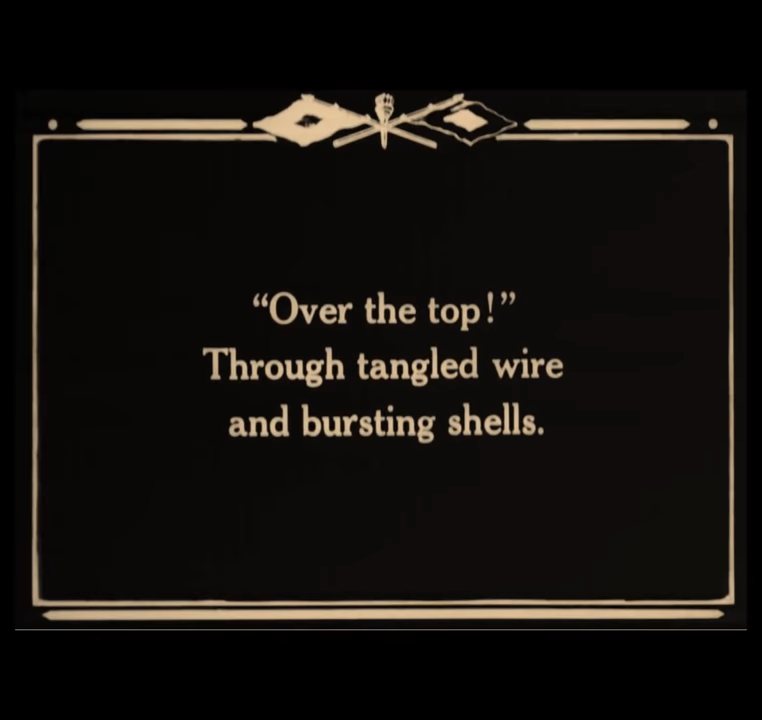 “Over the top!”
Through tangled wire
and bursting shells.